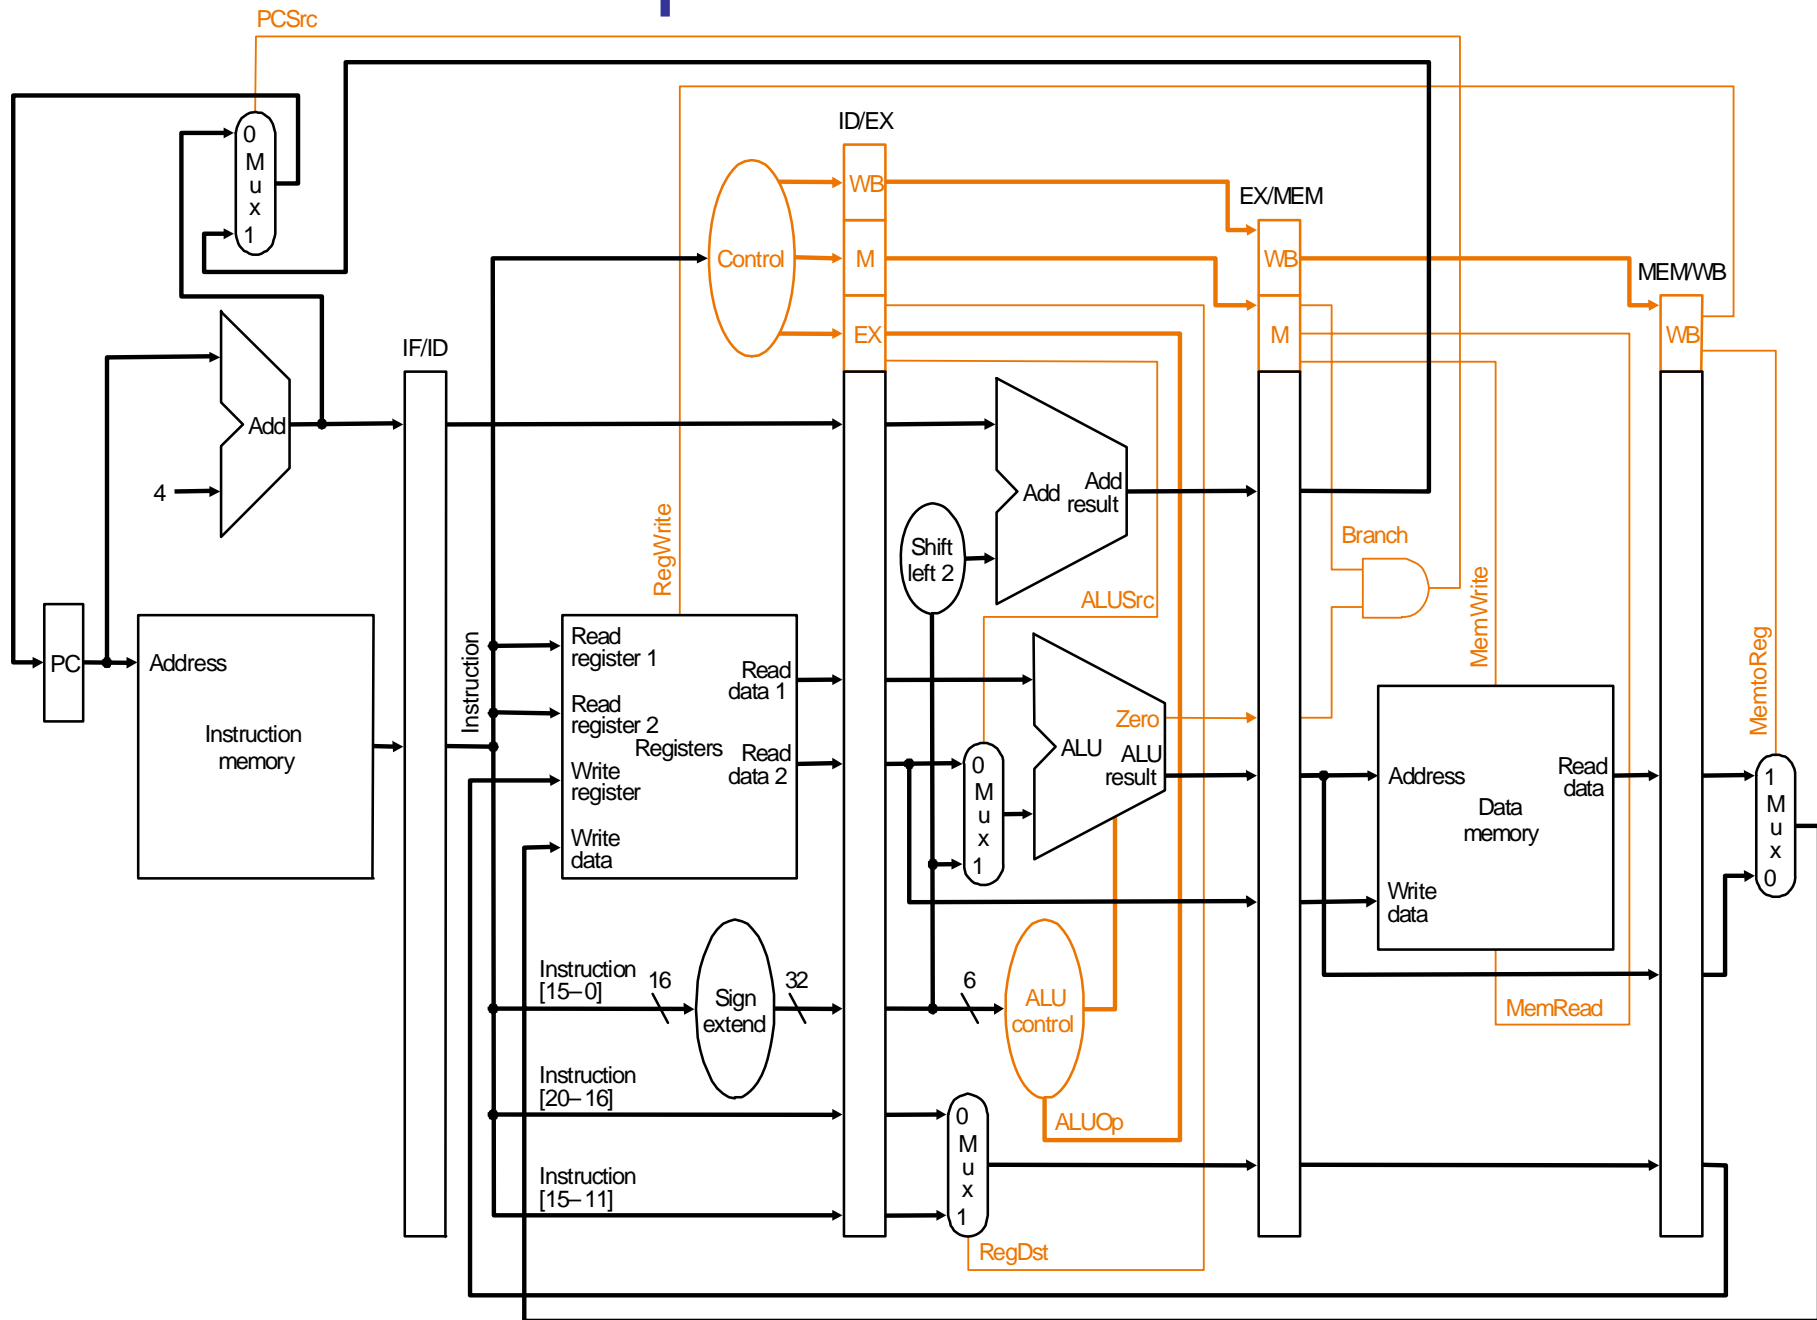 PCSrc
ID/EX
0
M
u
x
1
WB
EX/MEM
Control
M
WB
MEM/WB
EX
M
WB
IF/ID
Add
4
Add
Add
result
RegWrite
Shift
left 2
Branch
ALUSrc
MemWrite
PC
Address
Instruction
memory
Instruction
Read
register 1
Read
register 2
Write
register
Write
data
Registers
Read
data 1
Read
data 2
Zero
ALU
ALU
result
0
M
u
x
1
Address
Read
data
Data
memory
Write
data
MemtoReg
1
M
u
x
0
Instruction
[15–0]
16
Sign
extend
32
6
ALU
control
MemRead
Instruction
[20–16]
ALUOp
0
M
u
x
1
Instruction
[15–11]
RegDst